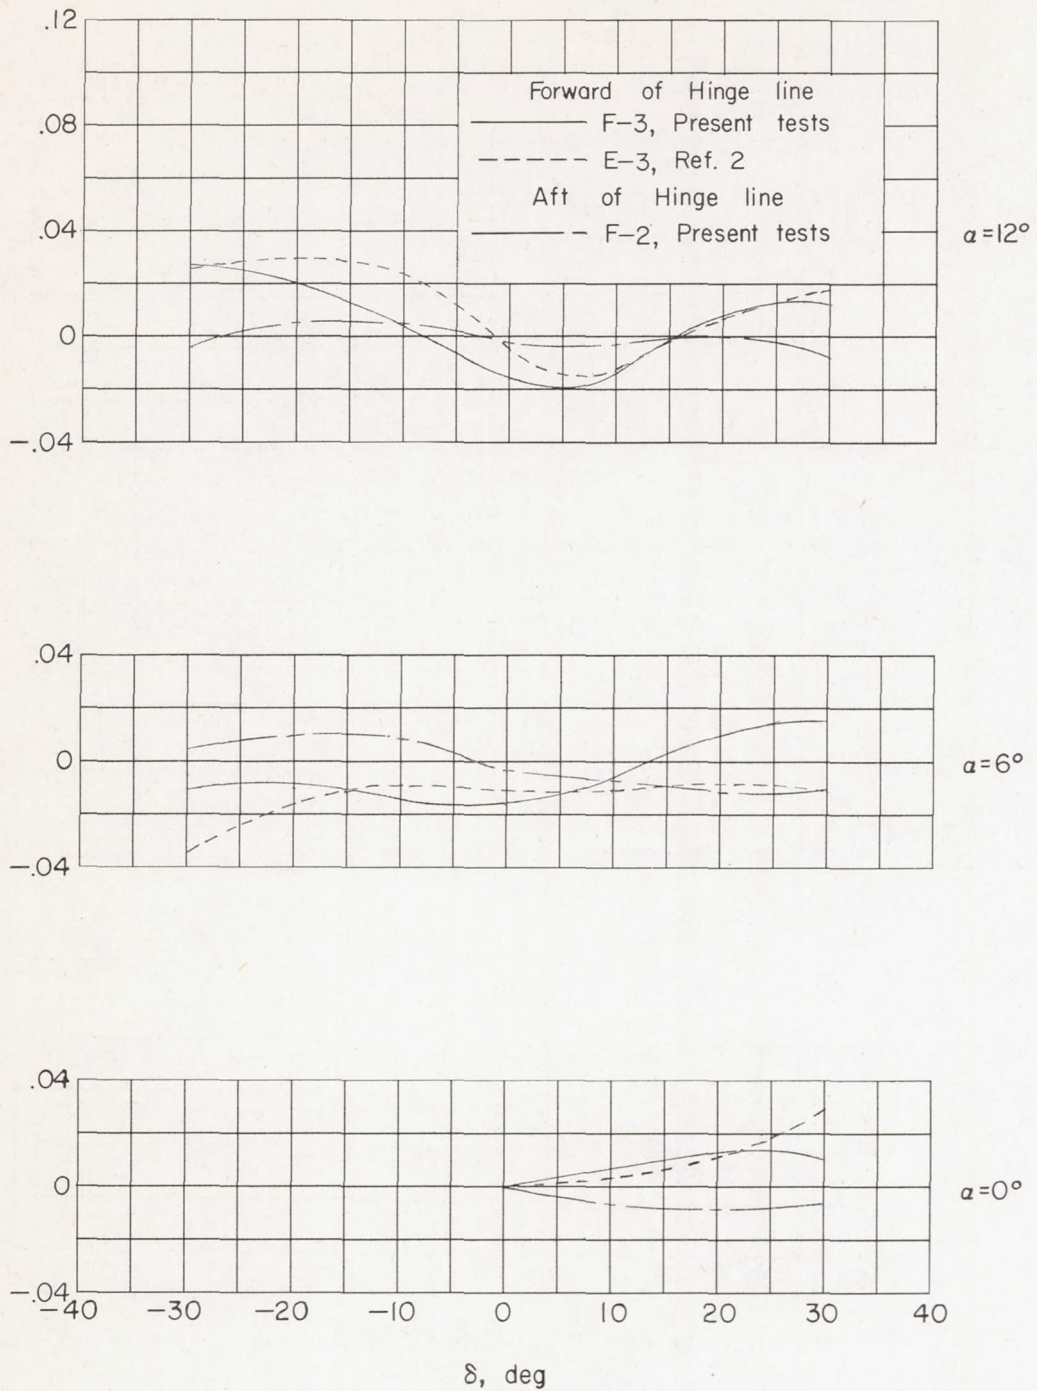 .12
.08
.04
0
−.04
Forward of Hinge line
F−3, Present tests
E−3, Ref. 2
Aft of Hinge line
F−2, Present tests
α=12°
.04
0
−.04
α=6°
.04
0
−.04
α=0°
−40 −30 −20 −10 0 10 20 30 40
δ, deg